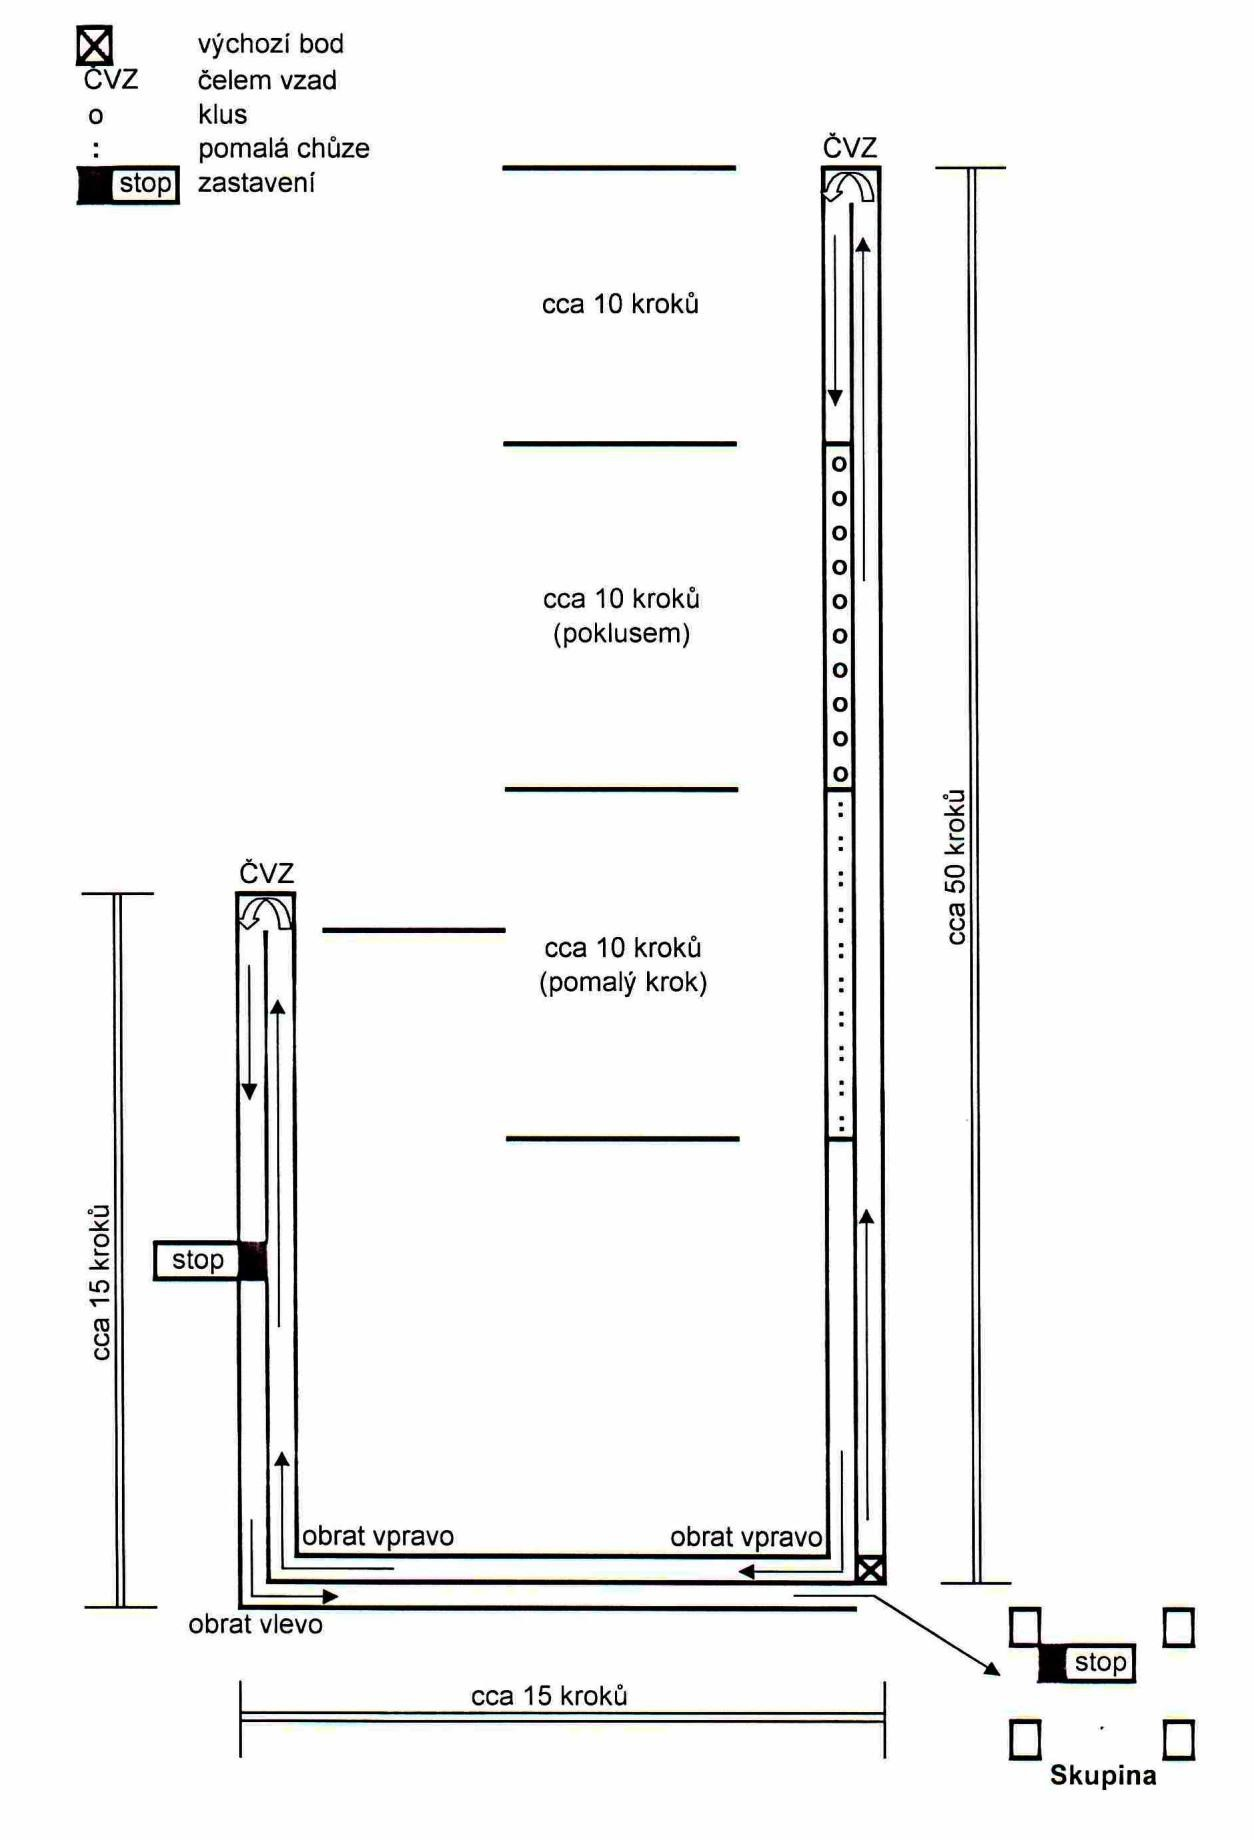 výchozí bod
ČVZ čelem vzad
o klus
: pomalá chůze
stop zastavení
ČVZ
cca 10 kroků
cca 10 kroků
(poklusem)
cca 50 kroků
ČVZ
cca 10 kroků
(pomalý krok)
cca 15 kroků
stop
obrat vpravo
obrat vpravo
obrat vlevo
stop
cca 15 kroků
Skupina